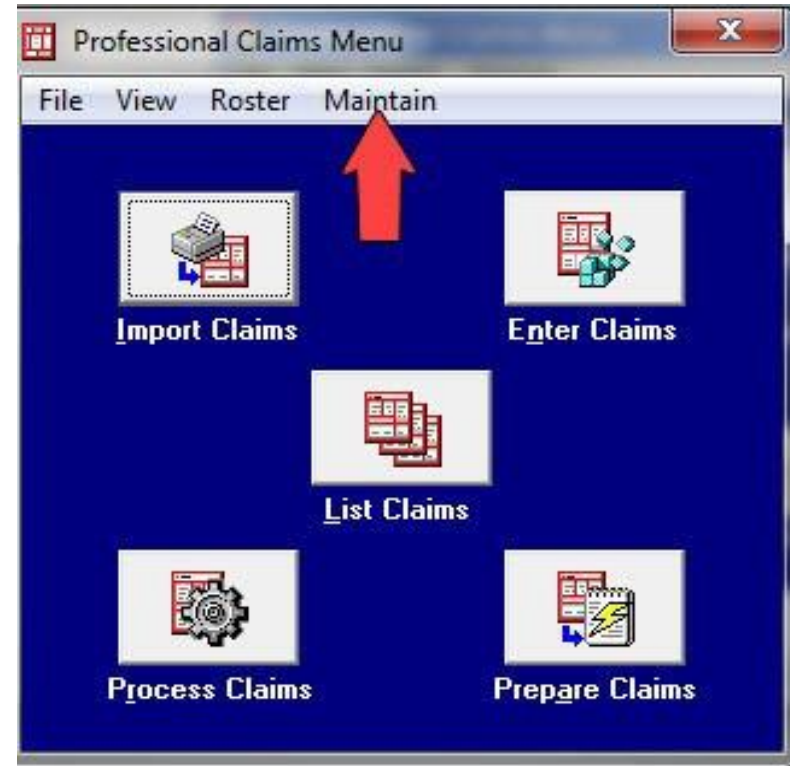 Professional Claims Menu
File View Roster Maintain
Import Claims Enter Claims
List Claims
Process Claims Prepare Claims